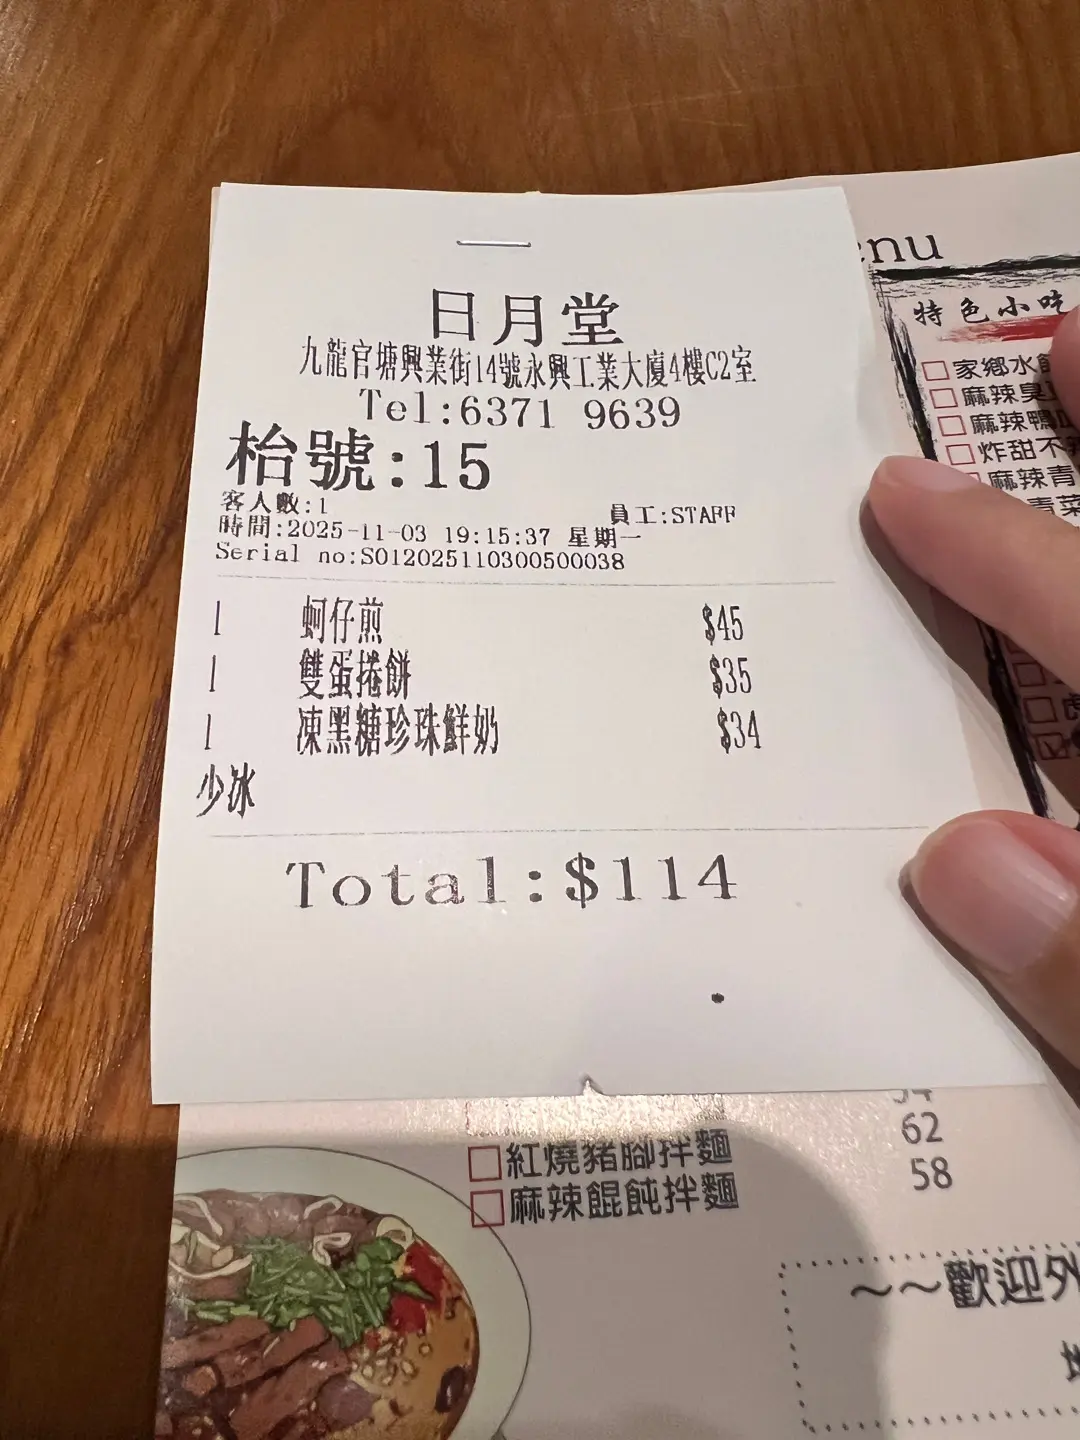 日月堂
九龍官塘興業街14號永興工業大廈4樓C2室
Tel:6371 9639
枱號:15
客人數:1 員工:STAFF
時間:2025-11-03 19:15:37 星期一
Serial no:S012025110300500038
1 蚵仔煎 $45
1 雙蛋捲餅 $35
1 凍黑糖珍珠鮮奶 $34
少冰
Total:$114
enu
特色小吃
家鄉水
麻辣臭
麻辣鴨
炸甜不
麻辣青
青菜
62
紅燒豬腳拌麵 58
麻辣餛飩拌麵
~~歡迎外